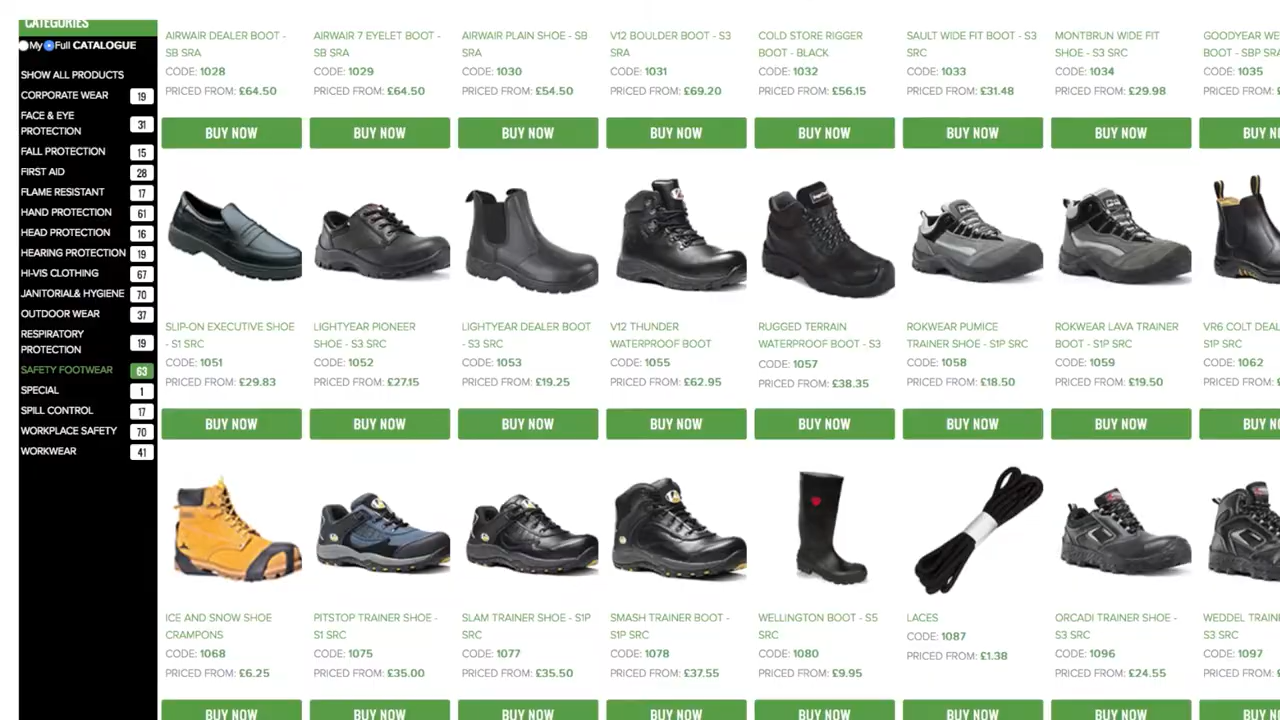 CATEGORIES
My Full CATALOGUE
SHOW ALL PRODUCTS
CORPORATE WEAR 19
FACE & EYE
PROTECTION 31
FALL PROTECTION 15
FIRST AID 28
FLAME RESISTANT 17
HAND PROTECTION 61
HEAD PROTECTION 16
HEARING PROTECTION 19
HI-VIS CLOTHING 67
JANITORIAL& HYGIENE 70
OUTDOOR WEAR 37
RESPIRATORY
PROTECTION 19
SAFETY FOOTWEAR 63
SPECIAL 1
SPILL CONTROL 17
WORKPLACE SAFETY 70
WORKWEAR 41
AIRWAIR DEALER BOOT -
SB SRA
CODE: 1028
PRICED FROM: £64.50
BUY NOW
AIRWAIR 7 EYELET BOOT -
SB SRA
CODE: 1029
PRICED FROM: £64.50
BUY NOW
AIRWAIR PLAIN SHOE - SB
SRA
CODE: 1030
PRICED FROM: £54.50
BUY NOW
V12 BOULDER BOOT - S3
SRA
CODE: 1031
PRICED FROM: £69.20
BUY NOW
COLD STORE RIGGER
BOOT - BLACK
CODE: 1032
PRICED FROM: £56.15
BUY NOW
SAULT WIDE FIT BOOT - S3
SRC
CODE: 1033
PRICED FROM: £31.48
BUY NOW
MONTBRUN WIDE FIT
SHOE - S3 SRC
CODE: 1034
PRICED FROM: £29.98
BUY NOW
GOODYEAR WE
BOOT - SBP SRA
CODE: 1035
PRICED FROM: £
BUY NO
SLIP-ON EXECUTIVE SHOE
- S1 SRC
CODE: 1051
PRICED FROM: £29.83
BUY NOW
LIGHTYEAR PIONEER
SHOE - S3 SRC
CODE: 1052
PRICED FROM: £27.15
BUY NOW
LIGHTYEAR DEALER BOOT
- S3 SRC
CODE: 1053
PRICED FROM: £19.25
BUY NOW
V12 THUNDER
WATERPROOF BOOT
CODE: 1055
PRICED FROM: £62.95
BUY NOW
RUGGED TERRAIN
WATERPROOF BOOT - S3
CODE: 1057
PRICED FROM: £38.35
BUY NOW
ROKWEAR PUMICE
TRAINER SHOE - S1P SRC
CODE: 1058
PRICED FROM: £18.50
BUY NOW
ROKWEAR LAVA TRAINER
BOOT - S1P SRC
CODE: 1059
PRICED FROM: £19.50
BUY NOW
VR6 COLT DEAL
S1P SRC
CODE: 1062
PRICED FROM: £
BUY NO
ICE AND SNOW SHOE
CRAMPONS
CODE: 1068
PRICED FROM: £6.25
BUY NOW
PITSTOP TRAINER SHOE -
S1 SRC
CODE: 1075
PRICED FROM: £35.00
BUY NOW
SLAM TRAINER SHOE - S1P
SRC
CODE: 1077
PRICED FROM: £35.50
BUY NOW
SMASH TRAINER BOOT -
S1P SRC
CODE: 1078
PRICED FROM: £37.55
BUY NOW
WELLINGTON BOOT - S5
SRC
CODE: 1080
PRICED FROM: £9.95
BUY NOW
LACES
CODE: 1087
PRICED FROM: £1.38
BUY NOW
ORCADI TRAINER SHOE -
S3 SRC
CODE: 1096
PRICED FROM: £24.55
BUY NOW
WEDDEL TRAIN
S3 SRC
CODE: 1097
PRICED FROM: £
BUY NO